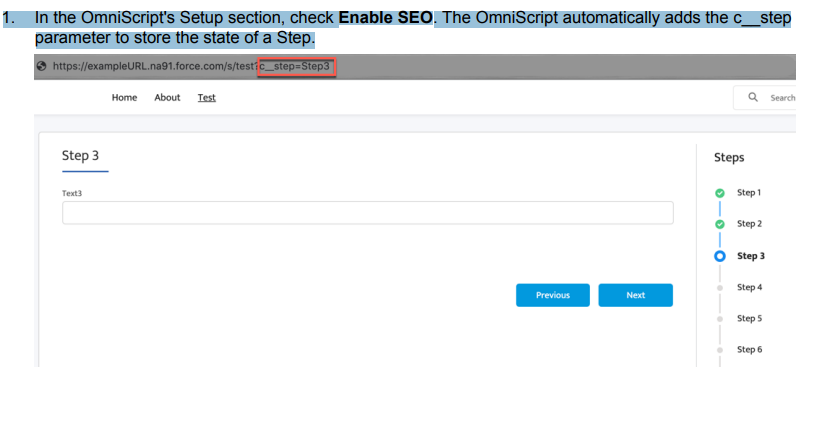 1. In the OmniScript's Setup section, check Enable SEO. The OmniScript automatically adds the c__step
parameter to store the state of a Step.
https://exampleURL.na91.force.com/s/test?c__step=Step3
Home About Test Search
Step 3
Steps
Text3
Step 1
Step 2
Step 3
Previous Next
Step 4
Step 5
Step 6